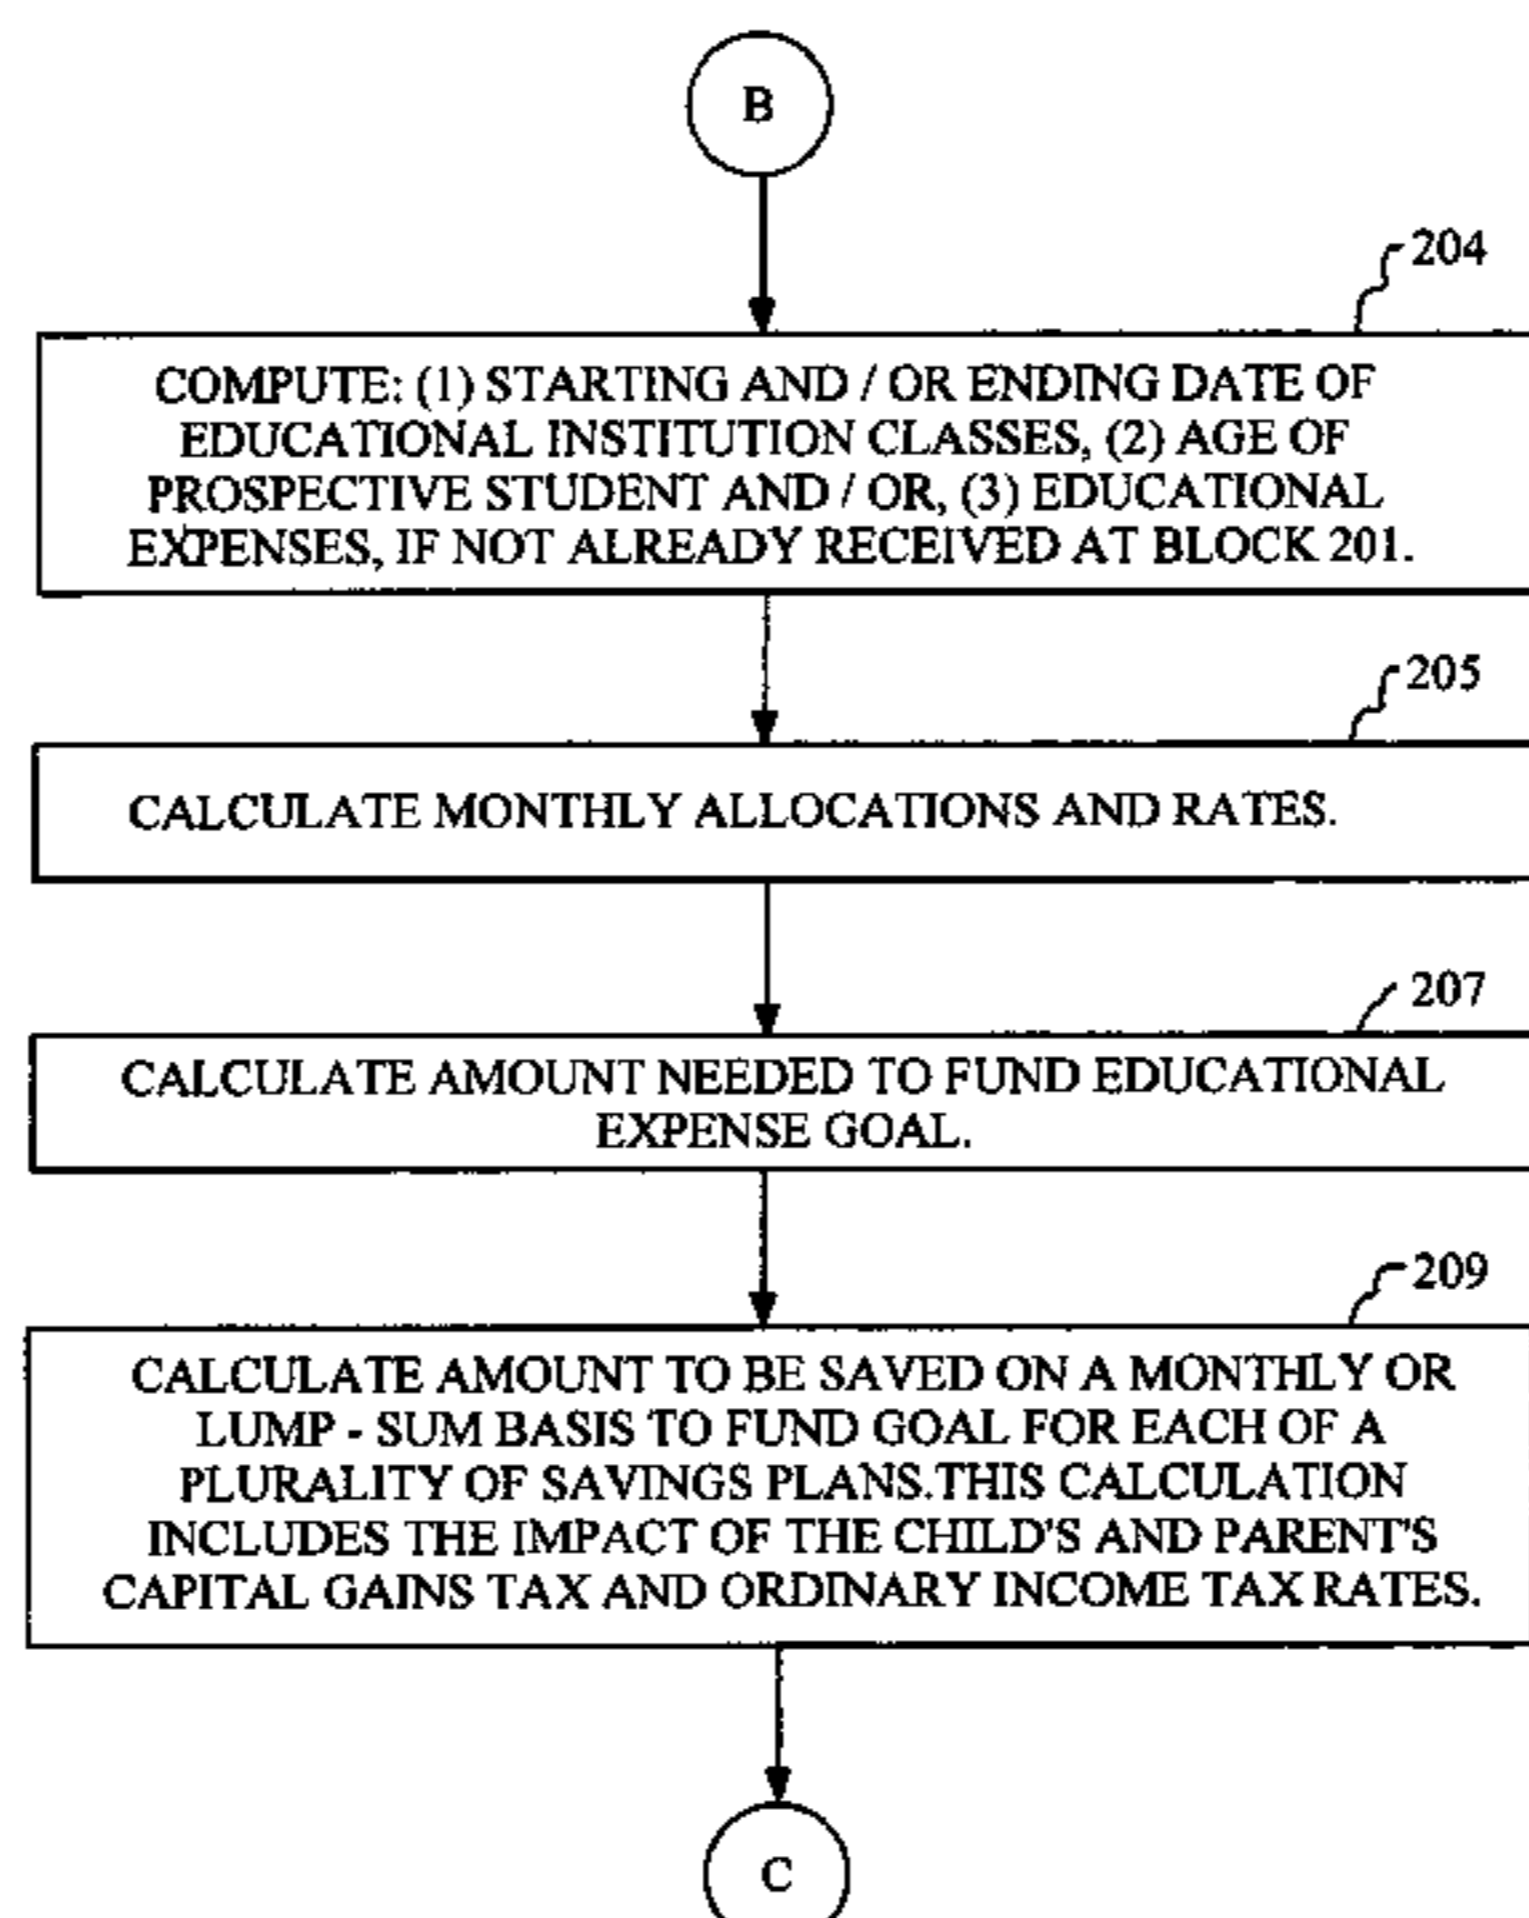 B
204
COMPUTE: (1) STARTING AND / OR ENDING DATE OF
EDUCATIONAL INSTITUTION CLASSES, (2) AGE OF
PROSPECTIVE STUDENT AND / OR, (3) EDUCATIONAL
EXPENSES, IF NOT ALREADY RECEIVED AT BLOCK 201.
205
CALCULATE MONTHLY ALLOCATIONS AND RATES.
207
CALCULATE AMOUNT NEEDED TO FUND EDUCATIONAL
EXPENSE GOAL.
209
CALCULATE AMOUNT TO BE SAVED ON A MONTHLY OR
LUMP - SUM BASIS TO FUND GOAL FOR EACH OF A
PLURALITY OF SAVINGS PLANS.THIS CALCULATION
INCLUDES THE IMPACT OF THE CHILD'S AND PARENT'S
CAPITAL GAINS TAX AND ORDINARY INCOME TAX RATES.
C